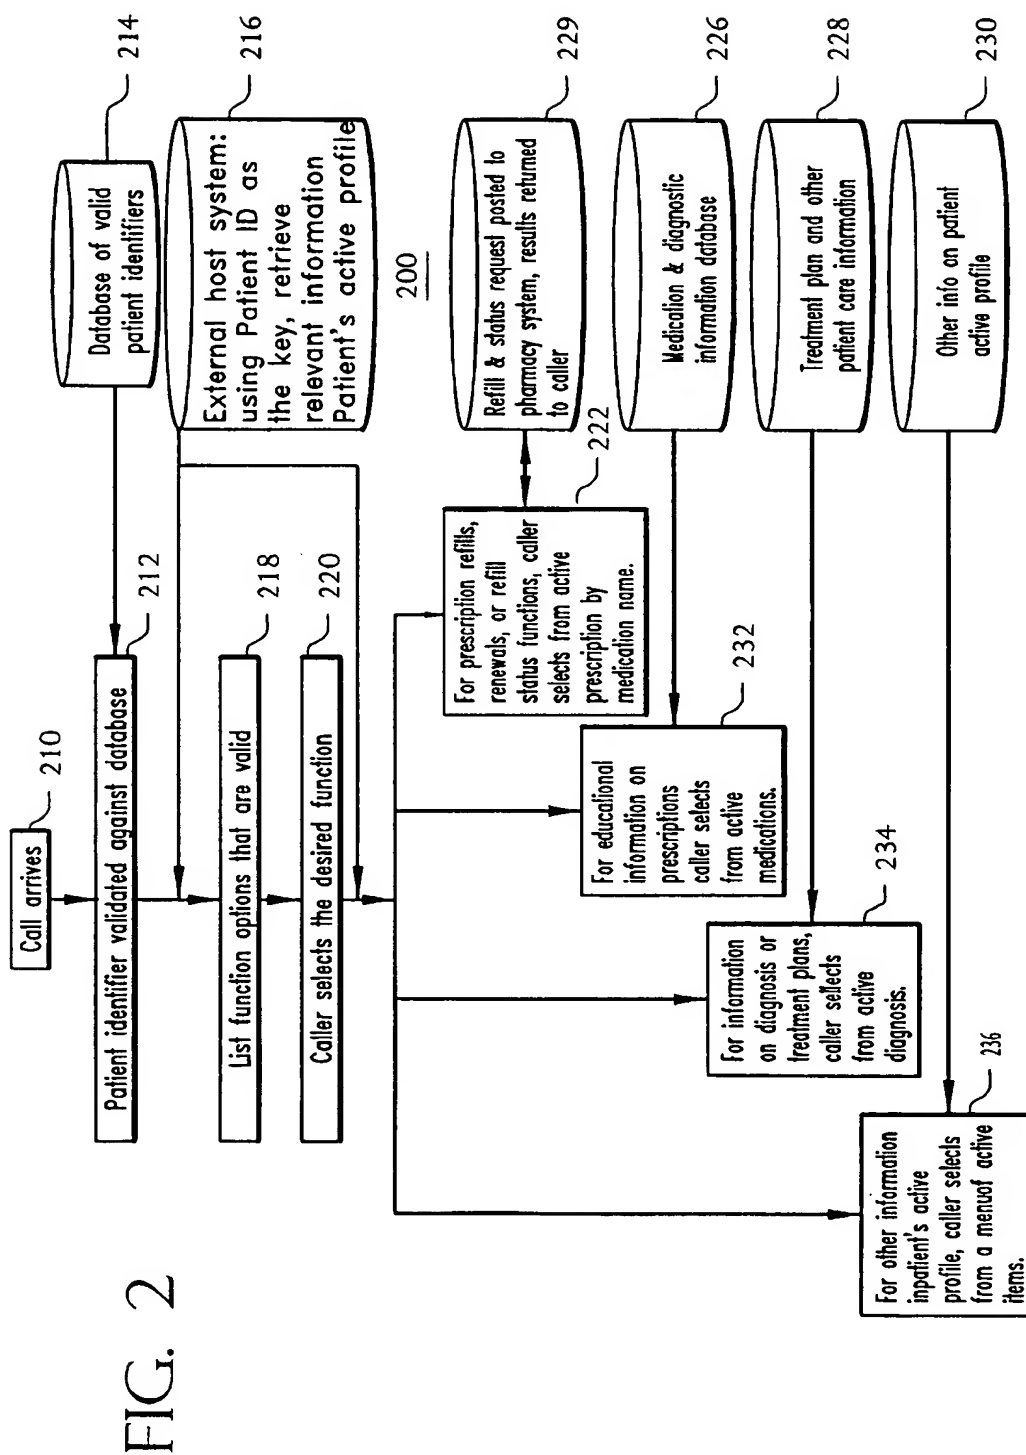 FIG. 2
Call arrives
210
Patient identifier validated against database
212
Database of valid
patient identifiers
214
External host system:
using Patient ID as
the key, retrieve
relevant information
Patient's active profile
216
List function options that are valid
218
Caller selects the desired function
220
200
For prescription refills,
renewals, or refill
status functions, caller
selects from active
prescription by
medication name.
222
Refill & status request posted to
pharmacy system, results returned
to caller
229
For educational
information on
prescriptions
caller selects
from active
medications.
232
Medication & diagnostic
information database
226
For information
on diagnosis or
treatment plans,
caller sellects
from active
diagnosis.
234
Treatment plan and other
patient care information
228
For other information
inpatient's active
profile, caller selects
from a menuof active
items.
236
Other info on patient
active profile
230